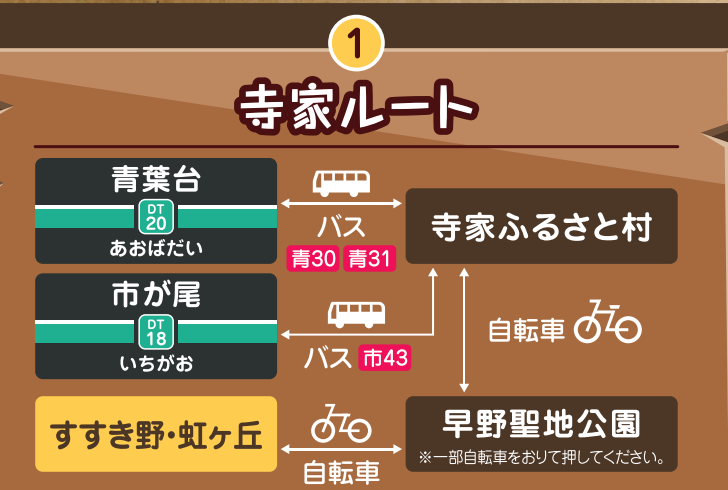 1
寺家ルート
青葉台
DT
20
あおばだい
バス
青30 青31
寺家ふるさと村
市が尾
DT
18
いちがお
バス 市43
自転車
すすき野・虹ヶ丘
自転車
早野聖地公園
※一部自転車をおりて押してください。